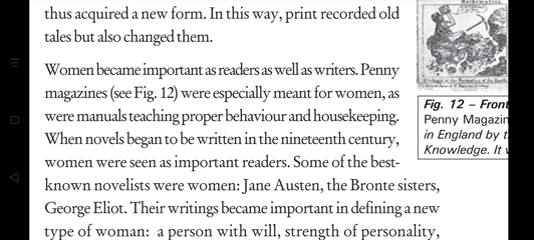 thus acquired a new form. In this way, print recorded old
tales but also changed them.
Women became important as readers as well as writers. Penny
magazines (see Fig. 12) were especially meant for women, as
were manuals teaching proper behaviour and housekeeping.
When novels began to be written in the nineteenth century,
women were seen as important readers. Some of the best-
known novelists were women: Jane Austen, the Bronte sisters,
George Eliot. Their writings became important in defining a new
type of woman: a person with will, strength of personality,
Fig. 12 – Front
Penny Magazin
in England by t
Knowledge. It